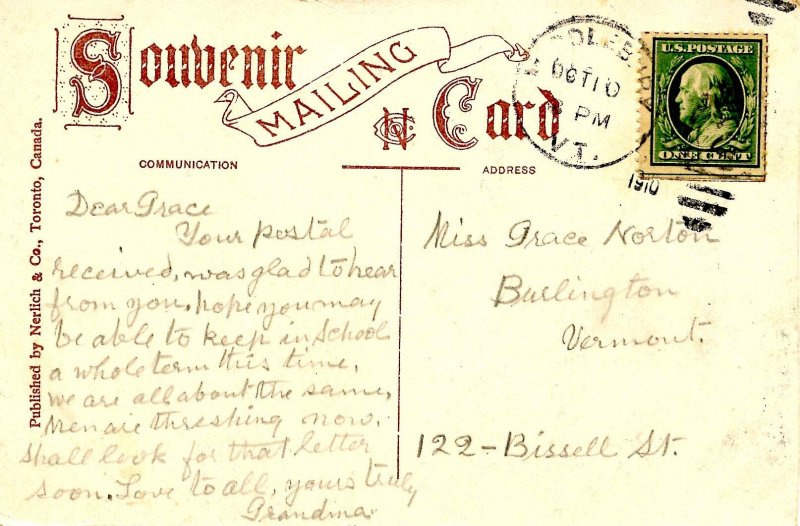 Souvenir
MAILING
Card
COMMUNICATION
ADDRESS
Published by Nerlich & Co., Toronto, Canada.
MIDDLEBURY
OCT 10
PM
VT.
1910
U.S. POSTAGE
ONE CENT
Dear Grace
Your postal
received, was glad to hear
from you. hope you may
be able to keep in School
a whole term this time,
we are all about the same,
Men are threshing now.
Shall look for that letter
soon. Love to all, yours truly
Grandma
Miss Grace Norton
Burlington
Vermont.
122 - Bissell St.